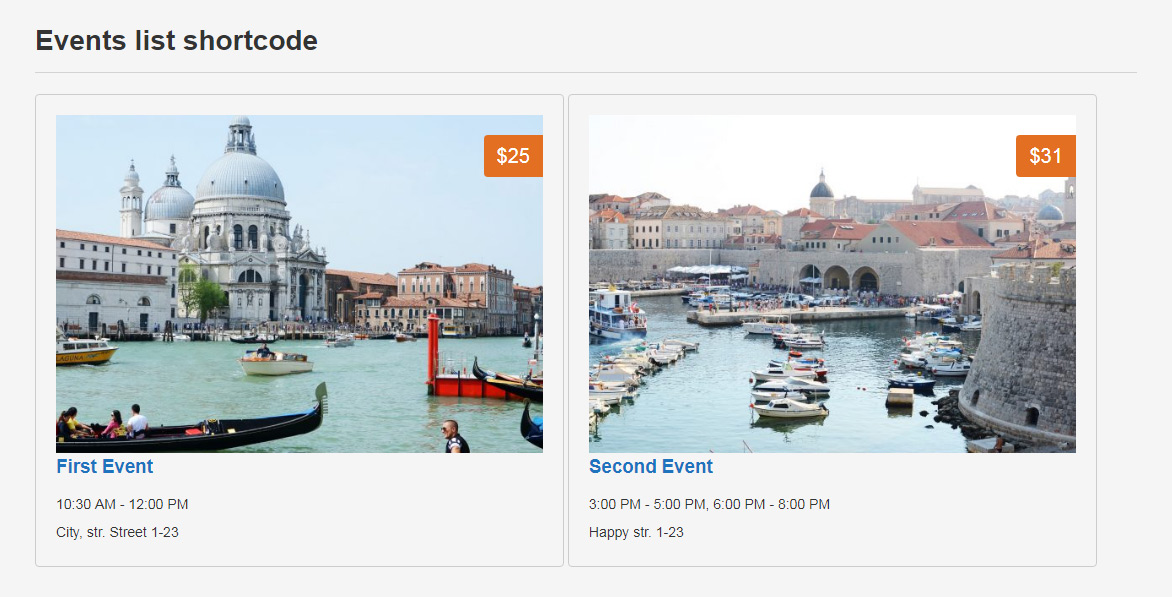 Events list shortcode
$25
$31
LAGUNA
First Event
10:30 AM - 12:00 PM
City, str. Street 1-23
Second Event
3:00 PM - 5:00 PM, 6:00 PM - 8:00 PM
Happy str. 1-23